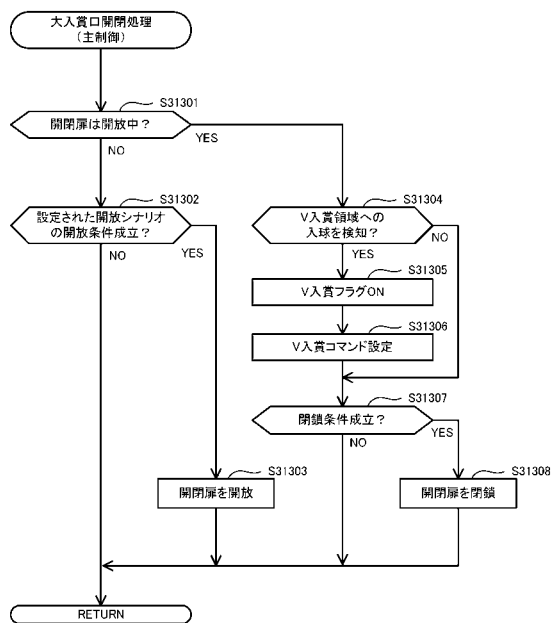 大入賞口開閉処理
（主制御）
S31301
開閉扉は開放中？
YES
NO
S31302
設定された開放シナリオ
の開放条件成立？
NO
YES
S31304
V入賞領域への
入球を検知？
NO
YES
S31305
V入賞フラグON
S31306
V入賞コマンド設定
S31307
閉鎖条件成立？
NO
YES
S31303
開閉扉を開放
S31308
開閉扉を閉鎖
RETURN